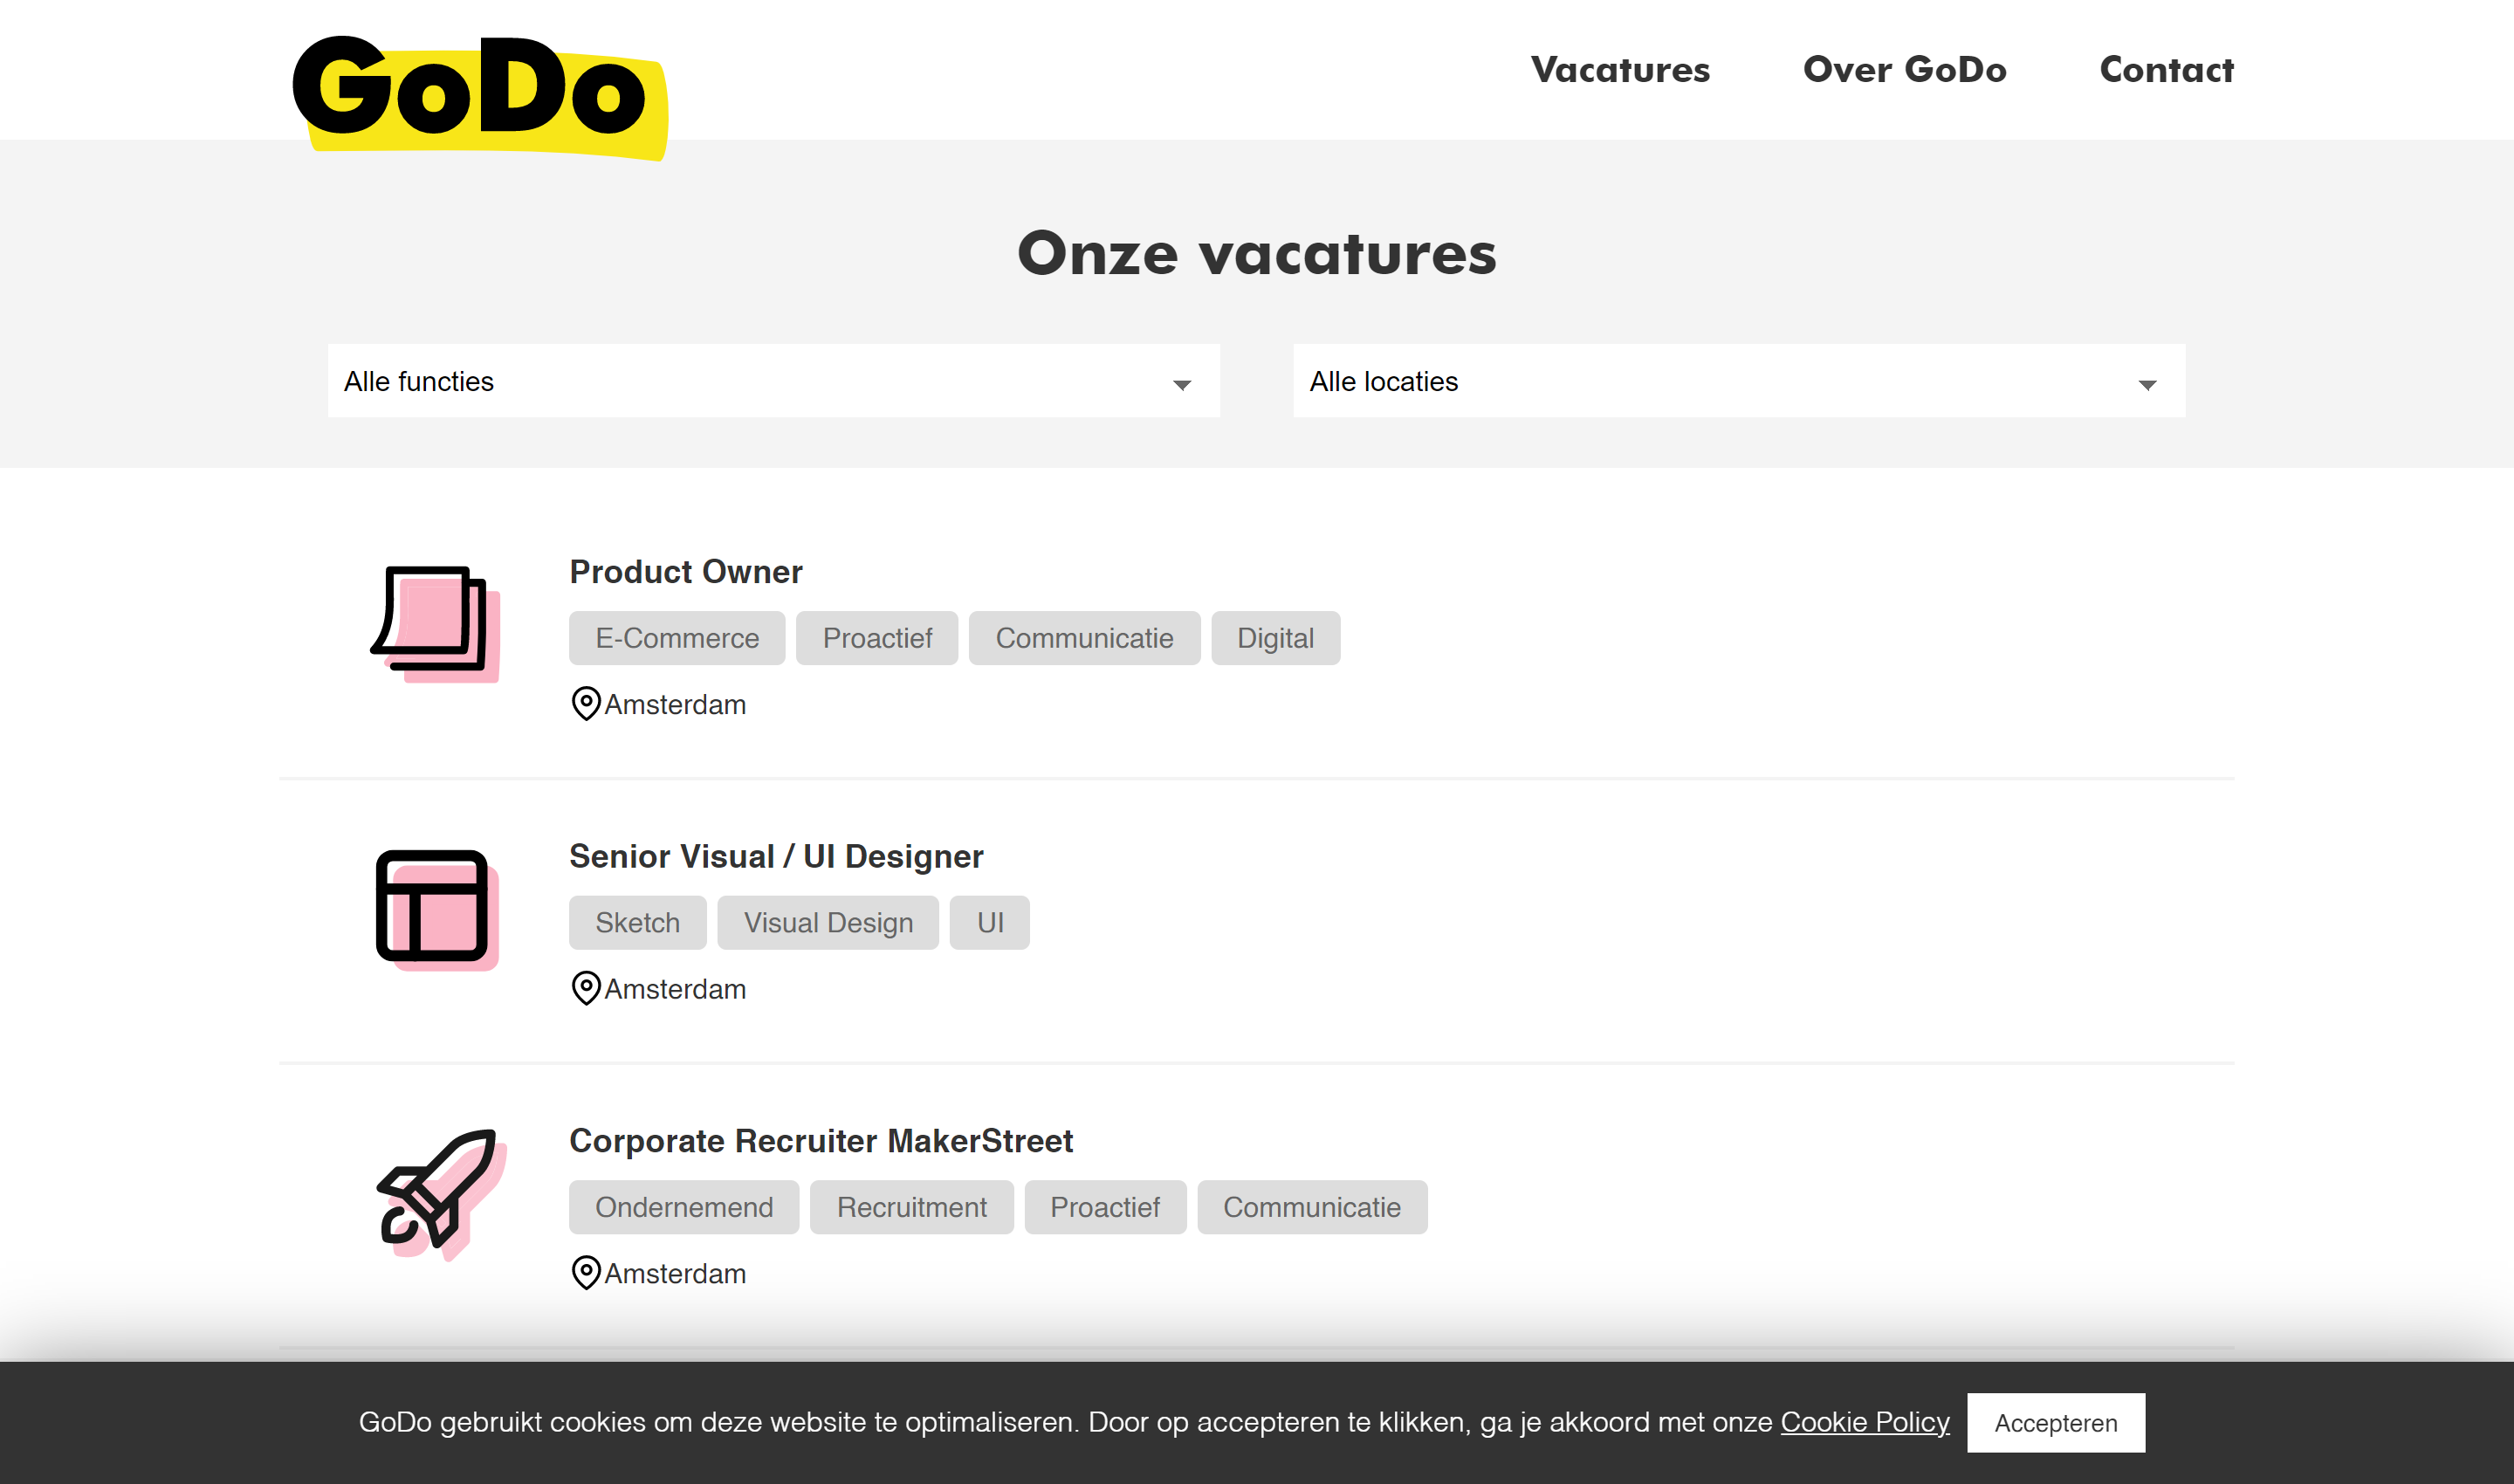 GoDo
Vacatures Over GoDo Contact
Onze vacatures
Alle functies Alle locaties
Product Owner
E-Commerce Proactief Communicatie Digital
Amsterdam
Senior Visual / UI Designer
Sketch Visual Design UI
Amsterdam
Corporate Recruiter MakerStreet
Ondernemend Recruitment Proactief Communicatie
Amsterdam
GoDo gebruikt cookies om deze website te optimaliseren. Door op accepteren te klikken, ga je akkoord met onze Cookie Policy Accepteren